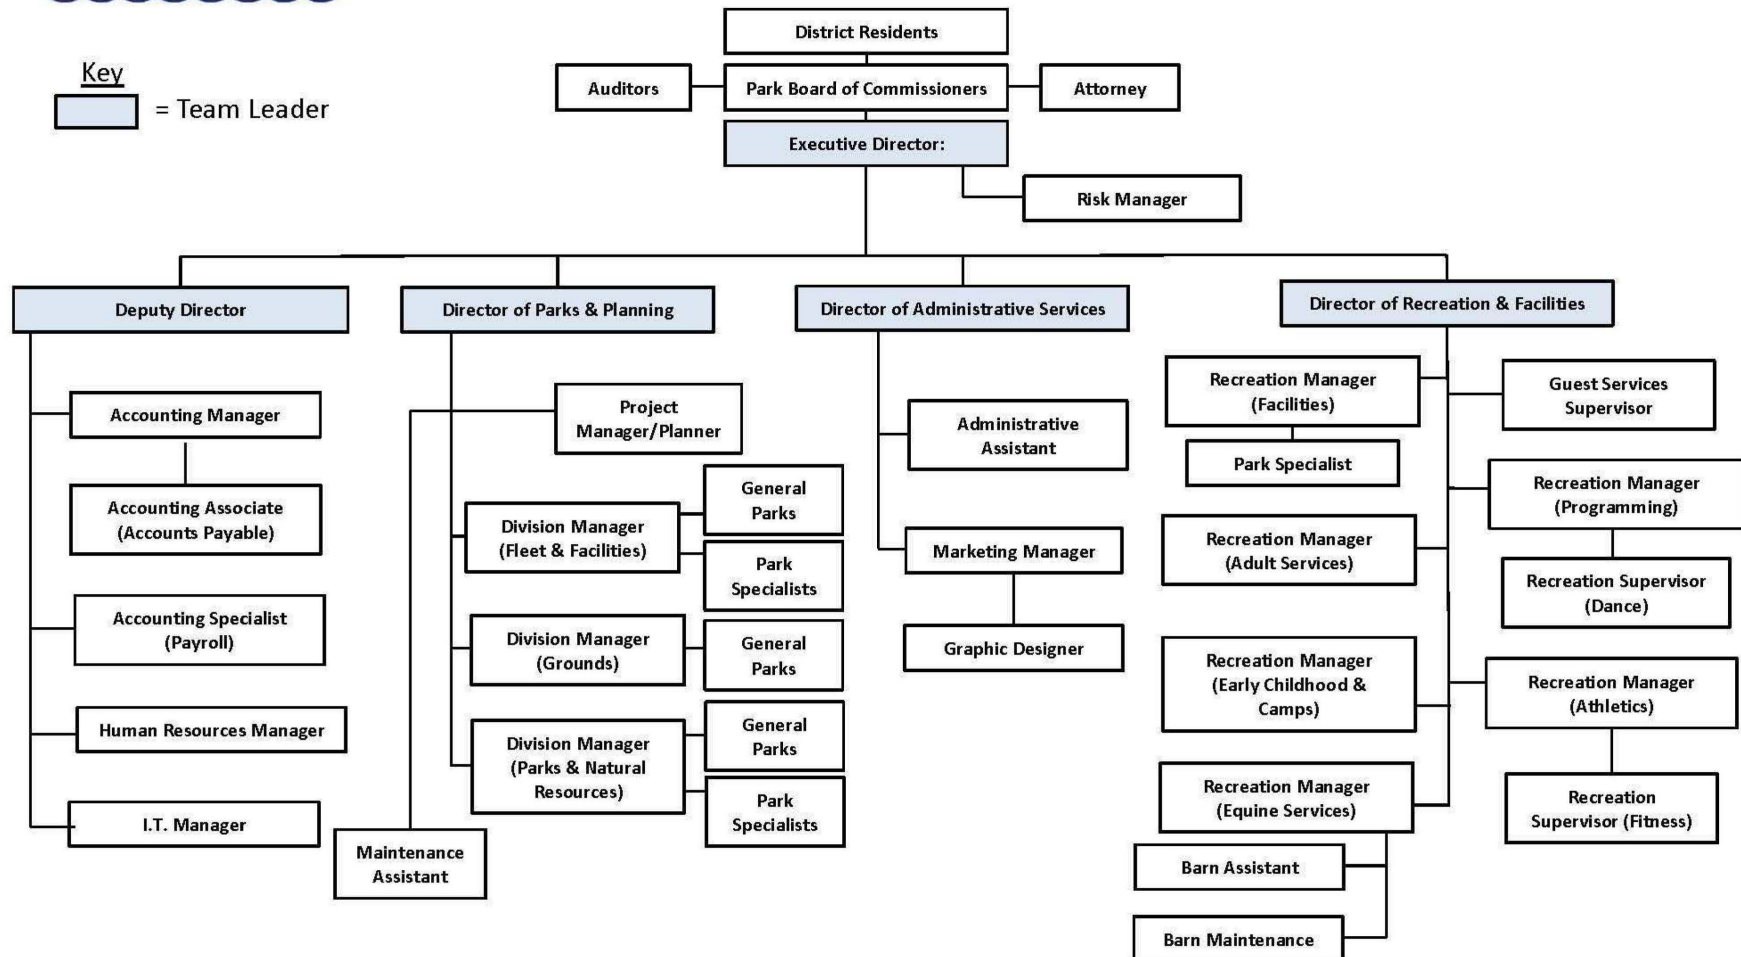 District Residents
Key
= Team Leader
Auditors
Park Board of Commissioners
Attorney
Executive Director:
Risk Manager
Deputy Director
Director of Parks & Planning
Director of Administrative Services
Director of Recreation & Facilities
Accounting Manager
Accounting Associate
(Accounts Payable)
Accounting Specialist
(Payroll)
Human Resources Manager
I.T. Manager
Project
Manager/Planner
Division Manager
(Fleet & Facilities)
General
Parks
Park
Specialists
Division Manager
(Grounds)
General
Parks
Division Manager
(Parks & Natural
Resources)
General
Parks
Park
Specialists
Maintenance
Assistant
Administrative
Assistant
Marketing Manager
Graphic Designer
Recreation Manager
(Facilities)
Park Specialist
Recreation Manager
(Adult Services)
Recreation Manager
(Early Childhood &
Camps)
Recreation Manager
(Equine Services)
Barn Assistant
Barn Maintenance
Guest Services
Supervisor
Recreation Manager
(Programming)
Recreation Supervisor
(Dance)
Recreation Manager
(Athletics)
Recreation
Supervisor (Fitness)